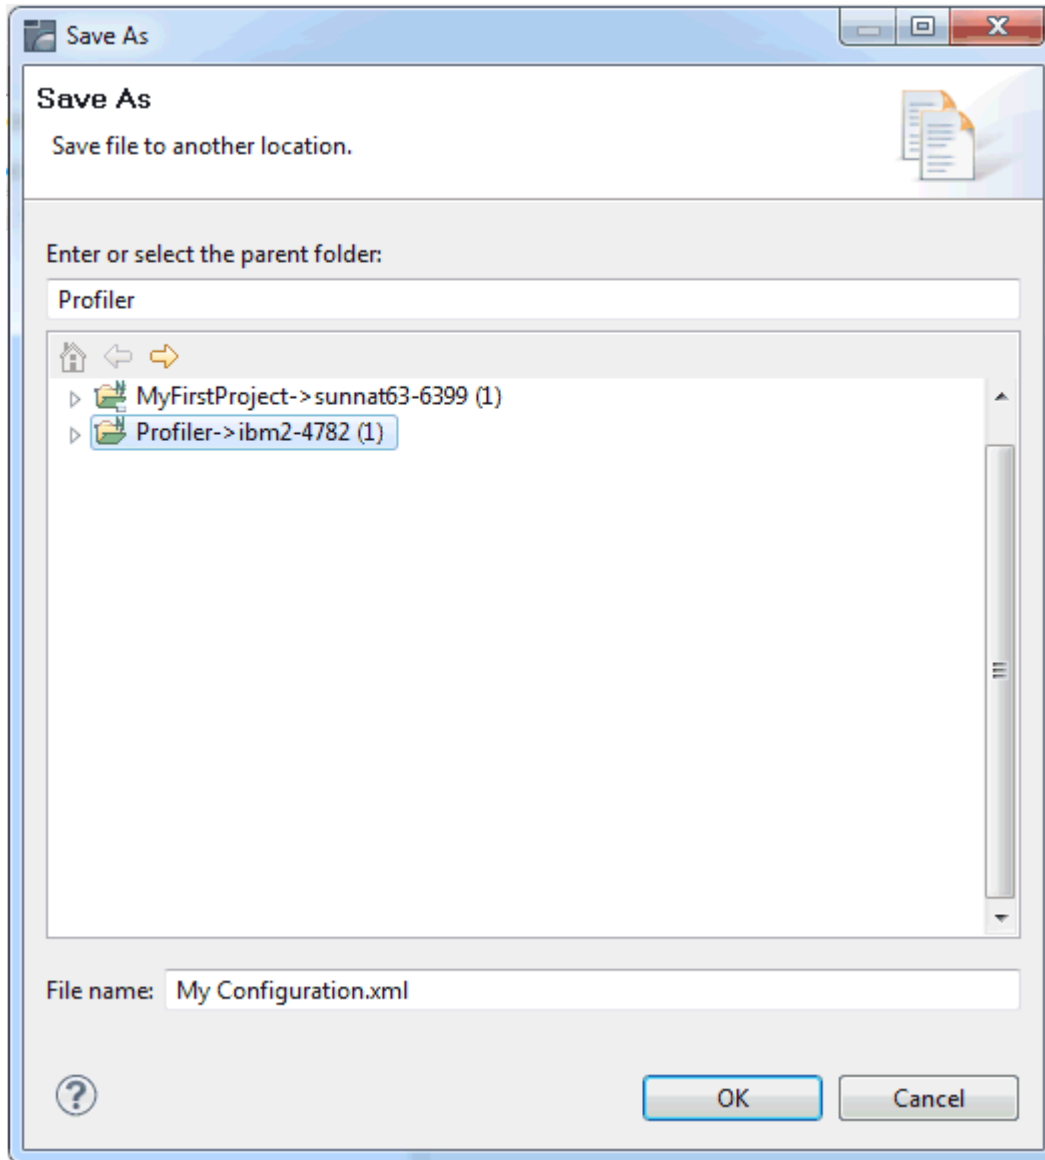 Save As
Save As
Save file to another location.
Enter or select the parent folder:
Profiler
MyFirstProject->sunnat63-6399 (1)
Profiler->ibm2-4782 (1)
File name: My Configuration.xml
? OK Cancel